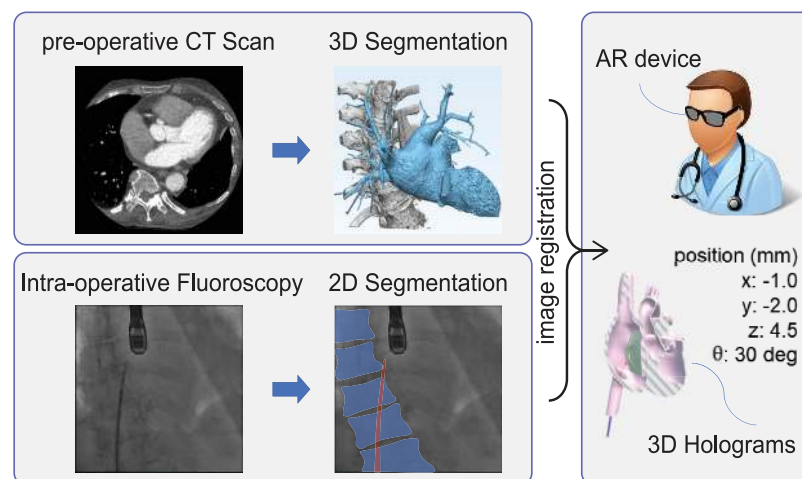 pre-operative CT Scan
3D Segmentation
Intra-operative Fluoroscopy
2D Segmentation
image registration
AR device
position (mm)
x: -1.0
y: -2.0
z: 4.5
θ: 30 deg
3D Holograms